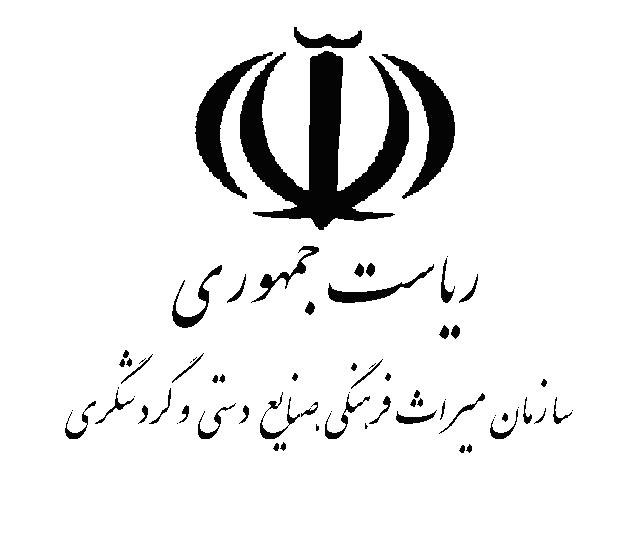 ریاست جمهوری
سازمان میراث فرهنگی، صنایع دستی و گردشگری